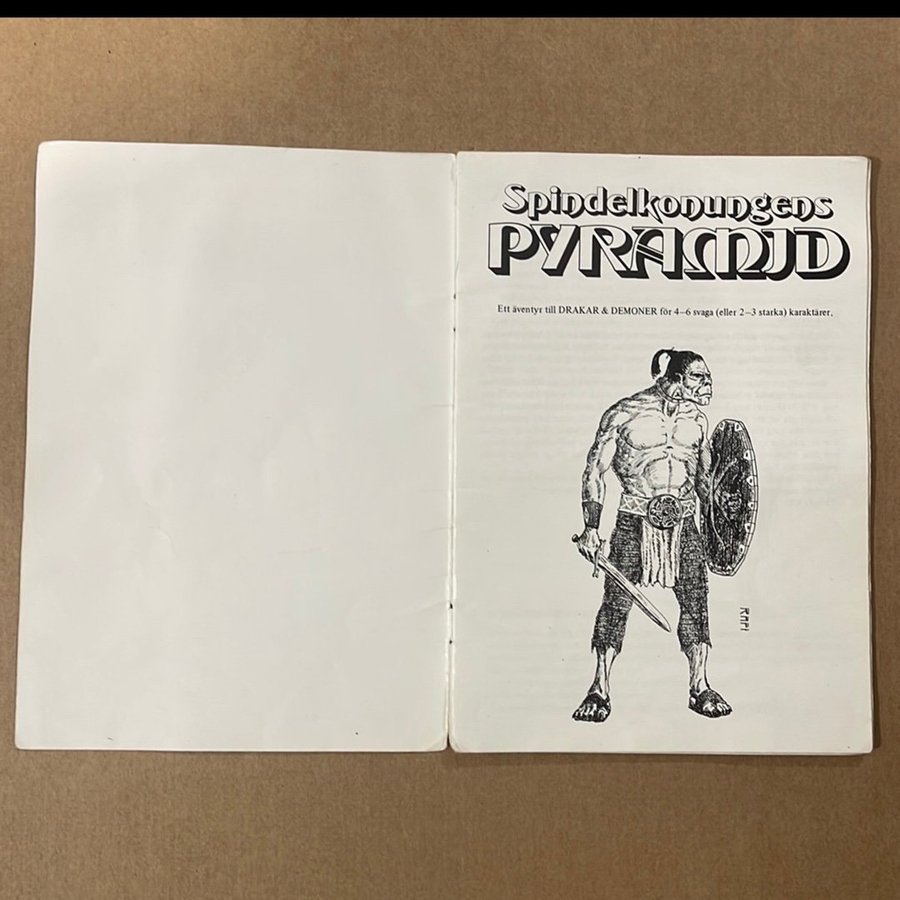 Spindelkonungens
PYRAMID
Ett äventyr till DRAKAR & DEMONER för 4–6 svaga (eller 2–3 starka) karaktärer.